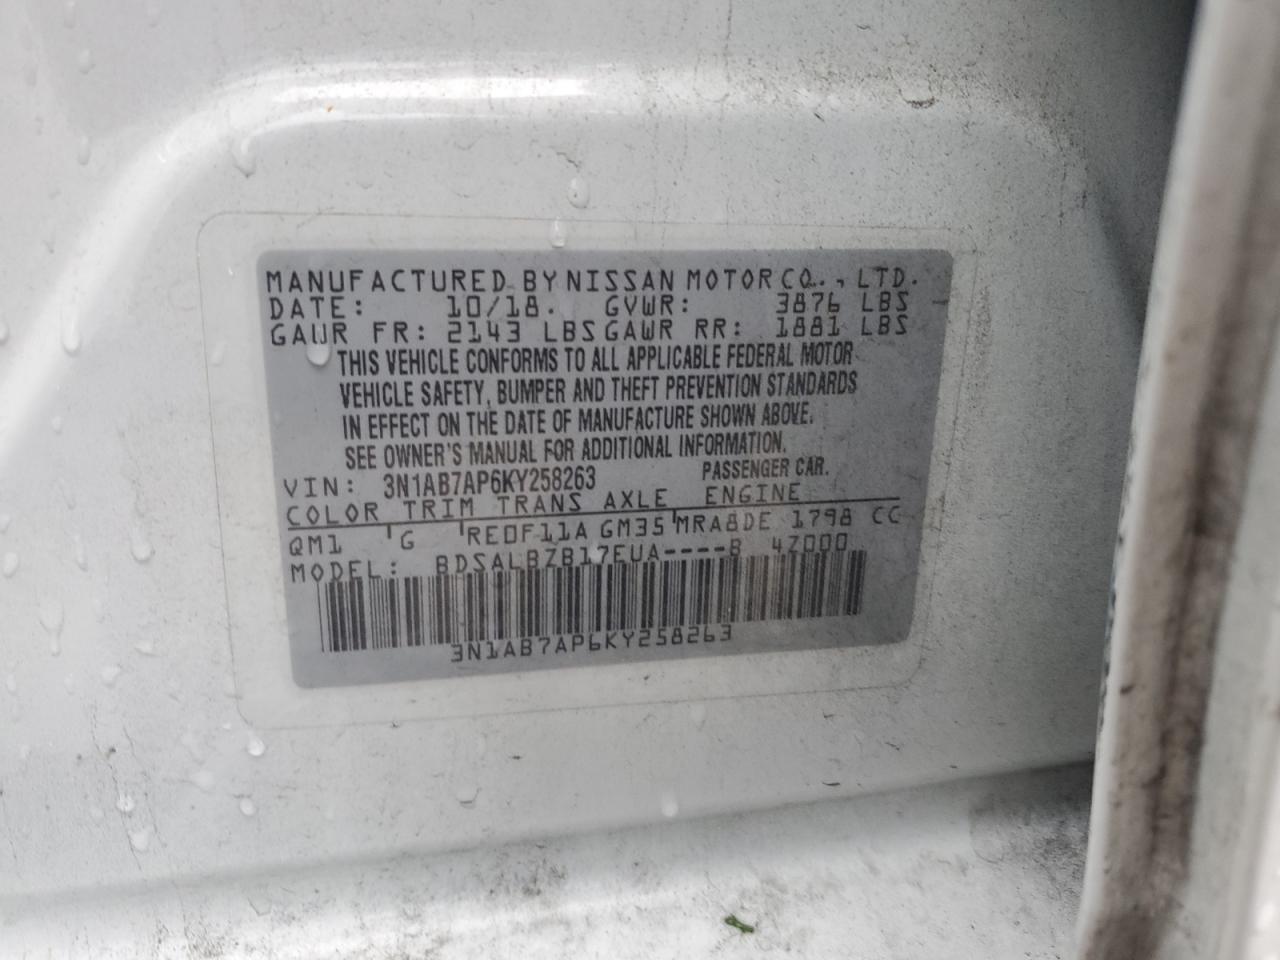 MANUFACTURED BY NISSAN MOTOR CO., LTD.
DATE: 10/18. GVWR: 3876 LBS
GAWR FR: 2143 LBS GAWR RR: 1881 LBS
THIS VEHICLE CONFORMS TO ALL APPLICABLE FEDERAL MOTOR
VEHICLE SAFETY, BUMPER AND THEFT PREVENTION STANDARDS
IN EFFECT ON THE DATE OF MANUFACTURE SHOWN ABOVE.
SEE OWNER'S MANUAL FOR ADDITIONAL INFORMATION.
VIN: 3N1AB7AP6KY258263 PASSENGER CAR.
COLOR TRIM TRANS AXLE ENGINE
QM1 G RE0F11A GM35 MRA8DE 1798 CC
MODEL: BDSALBZB17EUA----B 4Z000
3N1AB7AP6KY258263